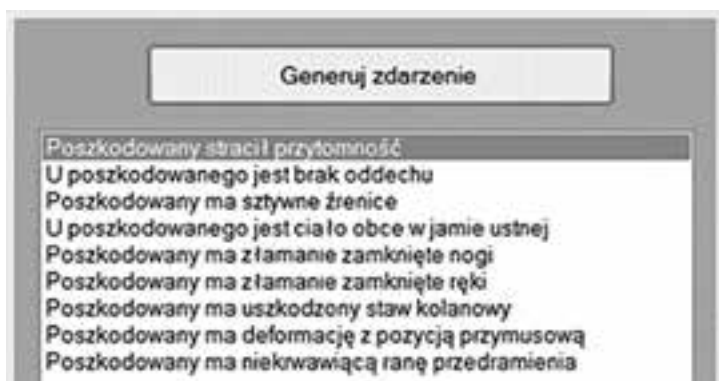 Generuj zdarzenie
Poszkodowany stracił przytomność
U poszkodowanego jest brak oddechu
Poszkodowany ma sztywne źrenice
U poszkodowanego jest ciało obce w jamie ustnej
Poszkodowany ma złamanie zamknięte nogi
Poszkodowany ma złamanie zamknięte ręki
Poszkodowany ma uszkodzony staw kolanowy
Poszkodowany ma deformację z pozycją przymusową
Poszkodowany ma niekrwawiącą ranę przedramienia